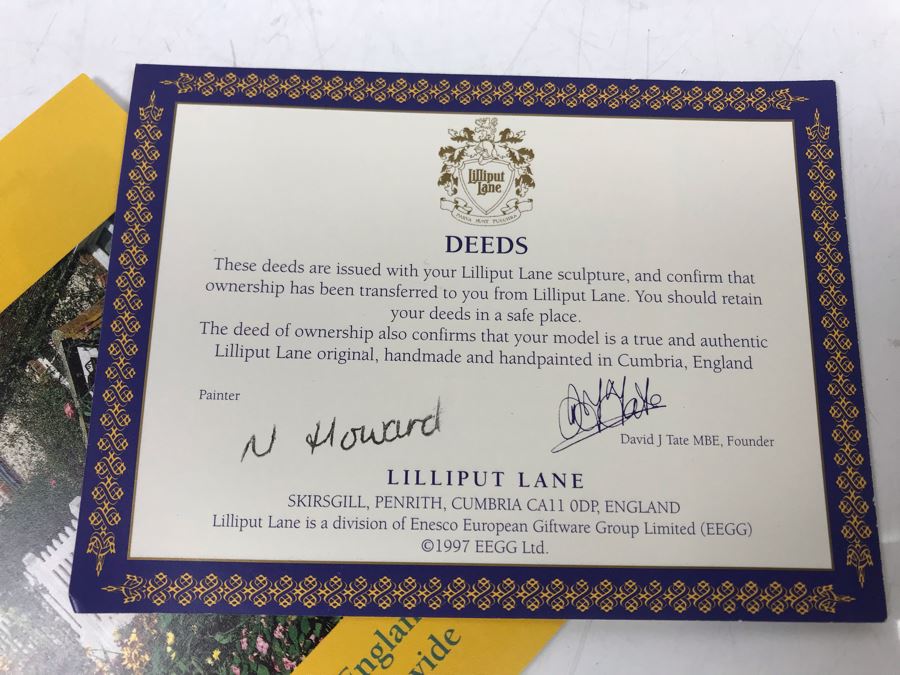 Lilliput
Lane
PARVA SUNT PULCHRA
DEEDS
These deeds are issued with your Lilliput Lane sculpture, and confirm that
ownership has been transferred to you from Lilliput Lane. You should retain
your deeds in a safe place.
The deed of ownership also confirms that your model is a true and authentic
Lilliput Lane original, handmade and handpainted in Cumbria, England
Painter
N Howard
David J Tate MBE, Founder
LILLIPUT LANE
SKIRSGILL, PENRITH, CUMBRIA CA11 0DP, ENGLAND
Lilliput Lane is a division of Enesco European Giftware Group Limited (EEGG)
©1997 EEGG Ltd.